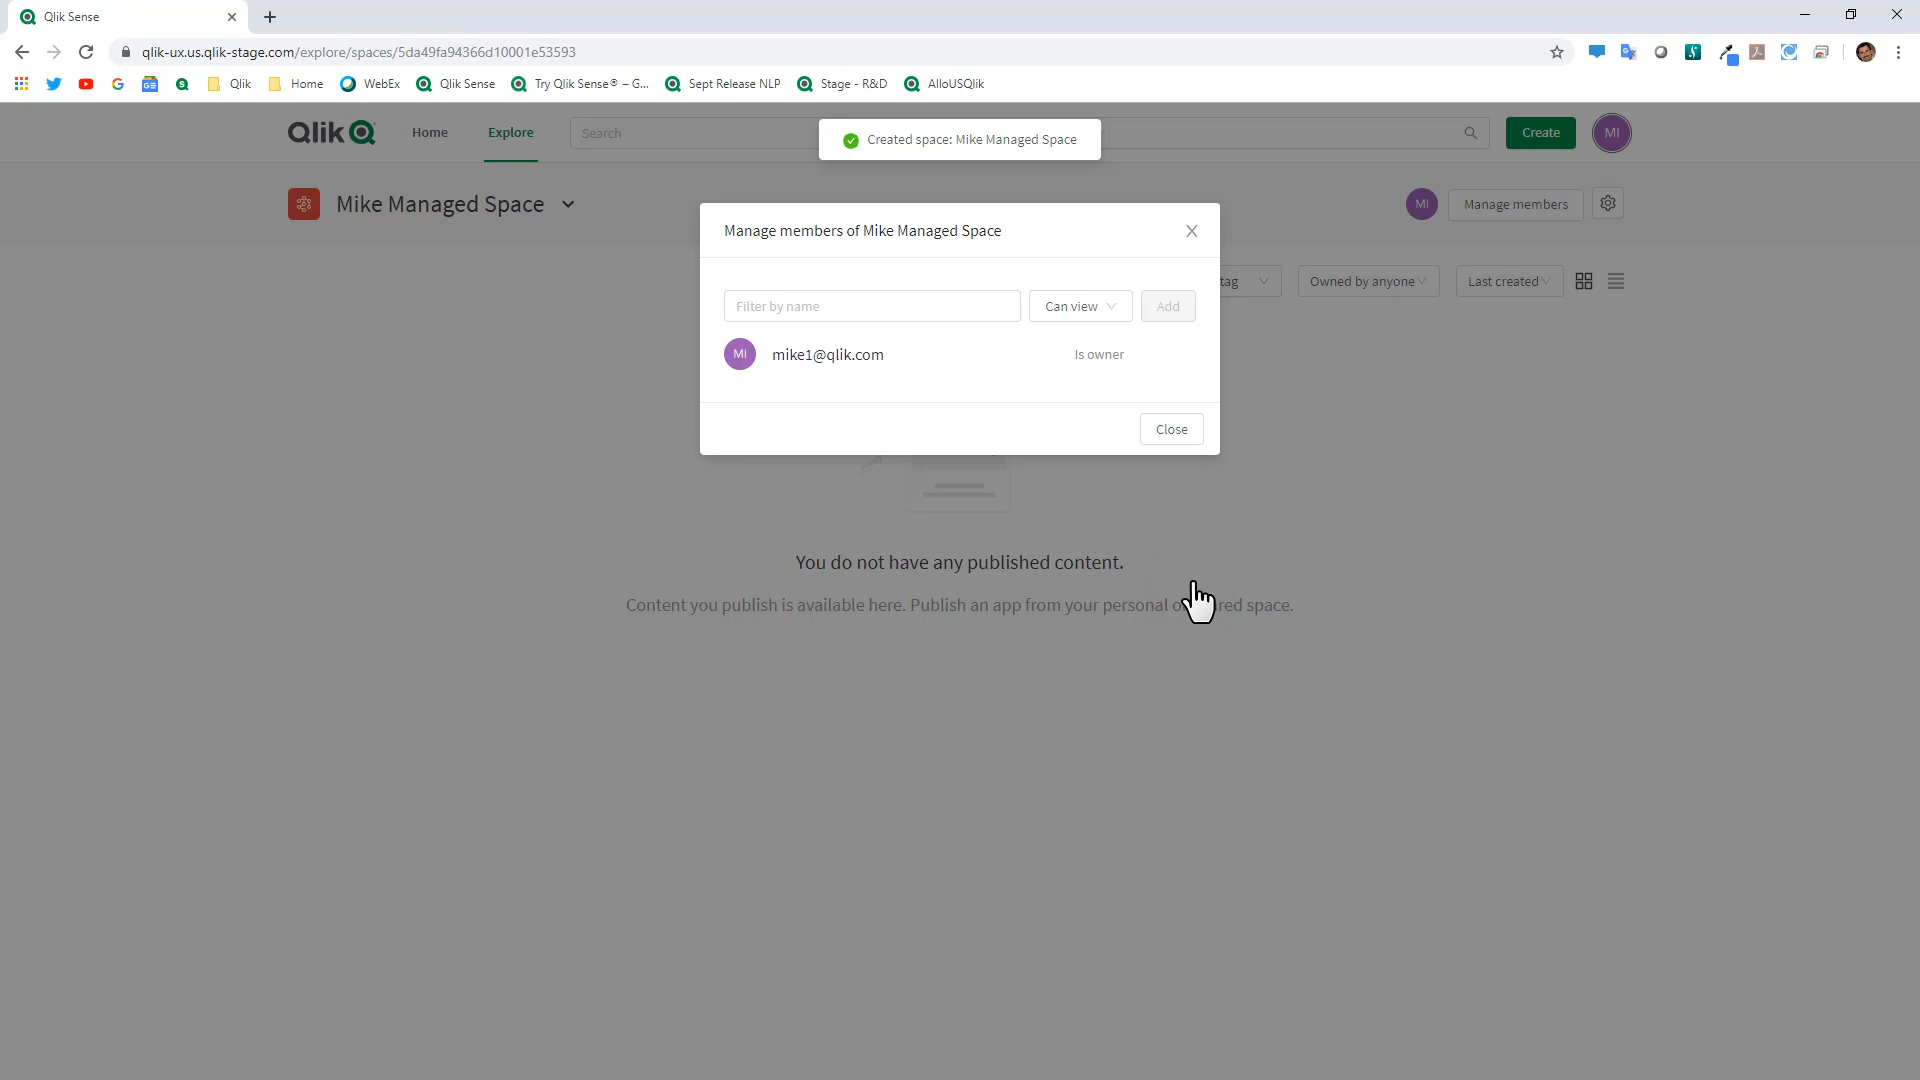 Qlik Sense
qlik-ux.us.qlik-stage.com/explore/spaces/5da49fa94366d10001e53593
Qlik Home WebEx Qlik Sense Try Qlik Sense® – G... Sept Release NLP Stage - R&D AlloUSQlik
Qlik Home Explore Search Create MI
Created space: Mike Managed Space
Mike Managed Space MI Manage members
Manage members of Mike Managed Space
tag Owned by anyone Last created
Filter by name Can view Add
MI mike1@qlik.com Is owner
Close
You do not have any published content.
Content you publish is available here. Publish an app from your personal red space.